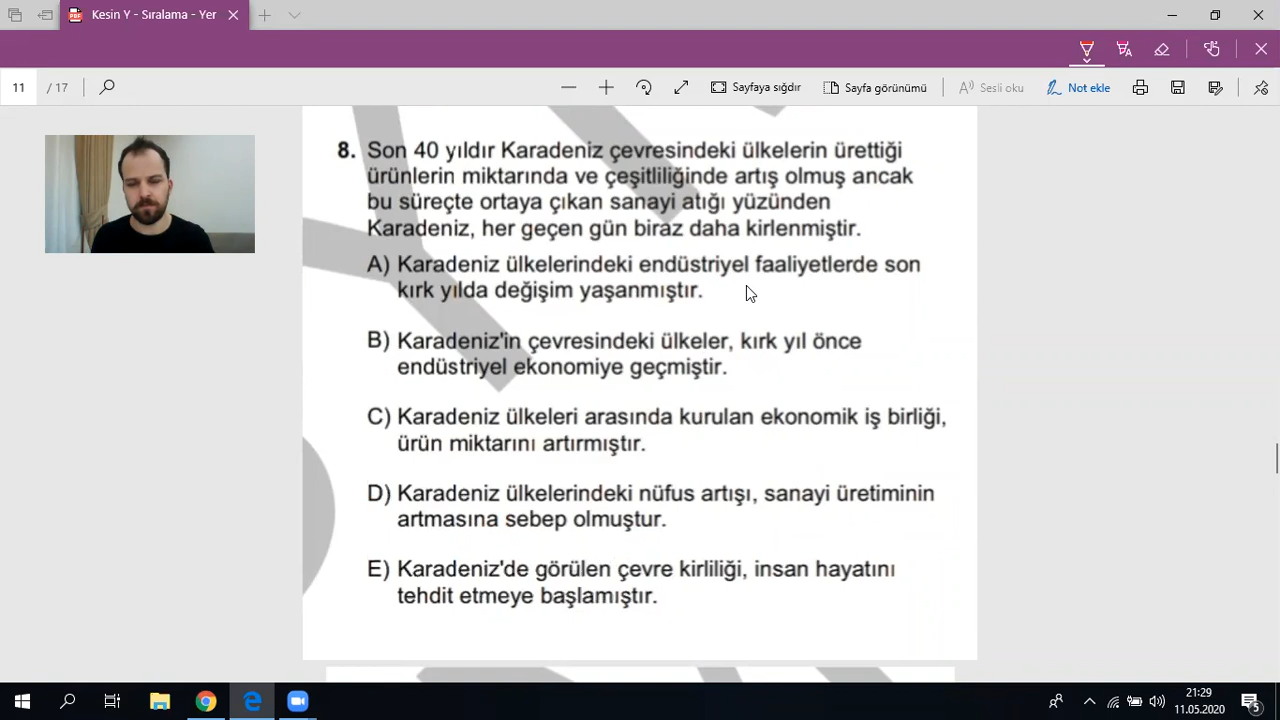 Kesin Y - Sıralama - Yer
11 / 17
Sayfaya sığdır
Sayfa görünümü
Sesli oku
Not ekle
8. Son 40 yıldır Karadeniz çevresindeki ülkelerin ürettiği
ürünlerin miktarında ve çeşitliliğinde artış olmuş ancak
bu süreçte ortaya çıkan sanayi atığı yüzünden
Karadeniz, her geçen gün biraz daha kirlenmiştir.
A) Karadeniz ülkelerindeki endüstriyel faaliyetlerde son
kırk yılda değişim yaşanmıştır.
B) Karadeniz'in çevresindeki ülkeler, kırk yıl önce
endüstriyel ekonomiye geçmiştir.
C) Karadeniz ülkeleri arasında kurulan ekonomik iş birliği,
ürün miktarını artırmıştır.
D) Karadeniz ülkelerindeki nüfus artışı, sanayi üretiminin
artmasına sebep olmuştur.
E) Karadeniz'de görülen çevre kirliliği, insan hayatını
tehdit etmeye başlamıştır.
21:29
11.05.2020
5